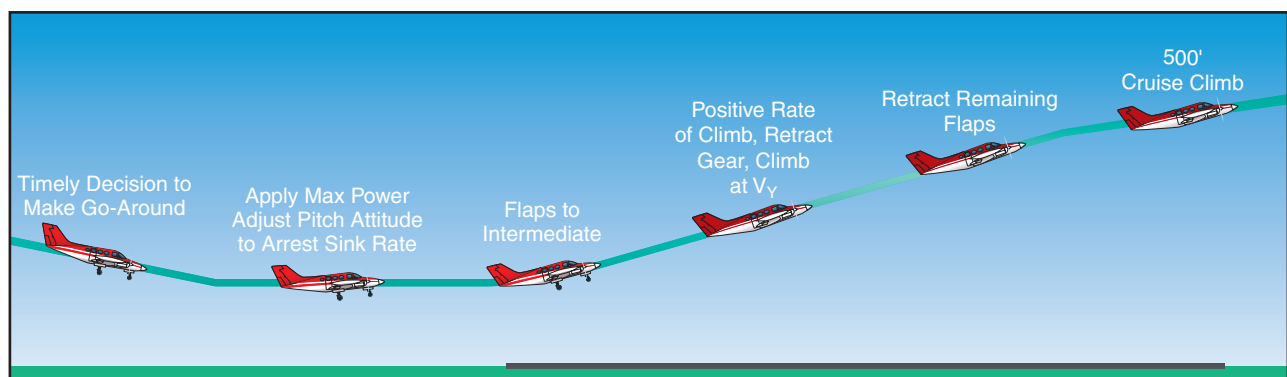 Timely Decision to
Make Go-Around
Apply Max Power
Adjust Pitch Attitude
to Arrest Sink Rate
Flaps to
Intermediate
Positive Rate
of Climb, Retract
Gear, Climb
at VY
Retract Remaining
Flaps
500'
Cruise Climb